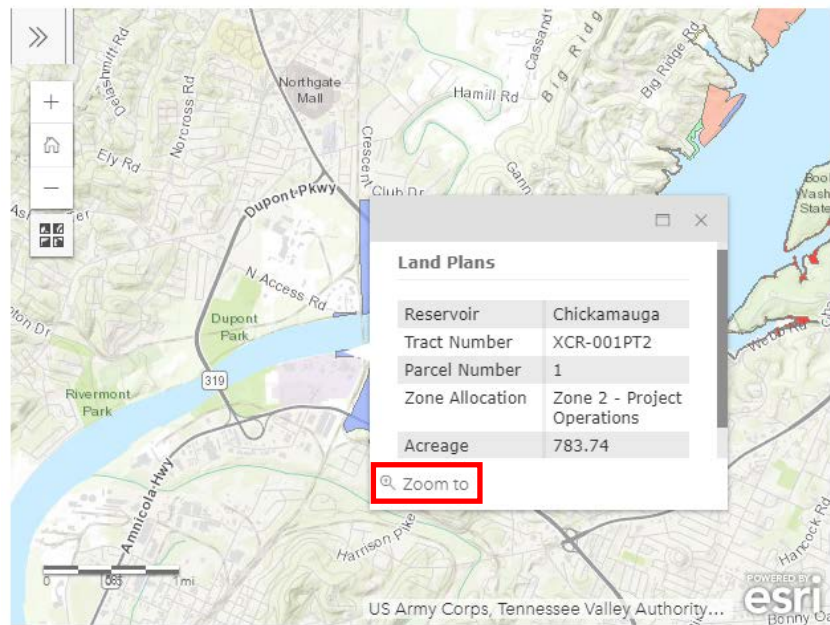 Delashmitt Rd
Norcross Rd
Ely Rd
Northgate
Mall
Hamill Rd
Big Ridge
Big Ridge Rd
Crescent
Club Dr
Dupont Pkwy
N Access Rd
Dupont
Park
319
Rivermont
Park
Amnicola Hwy
Harrison Pike
Webb Rd
Hancock Rd
State
Land Plans
Reservoir Chickamauga
Tract Number XCR-001PT2
Parcel Number 1
Zone Allocation Zone 2 - Project
Operations
Acreage 783.74
Zoom to
0
1mi
US Army Corps, Tennessee Valley Authority...
POWERED BY
esri